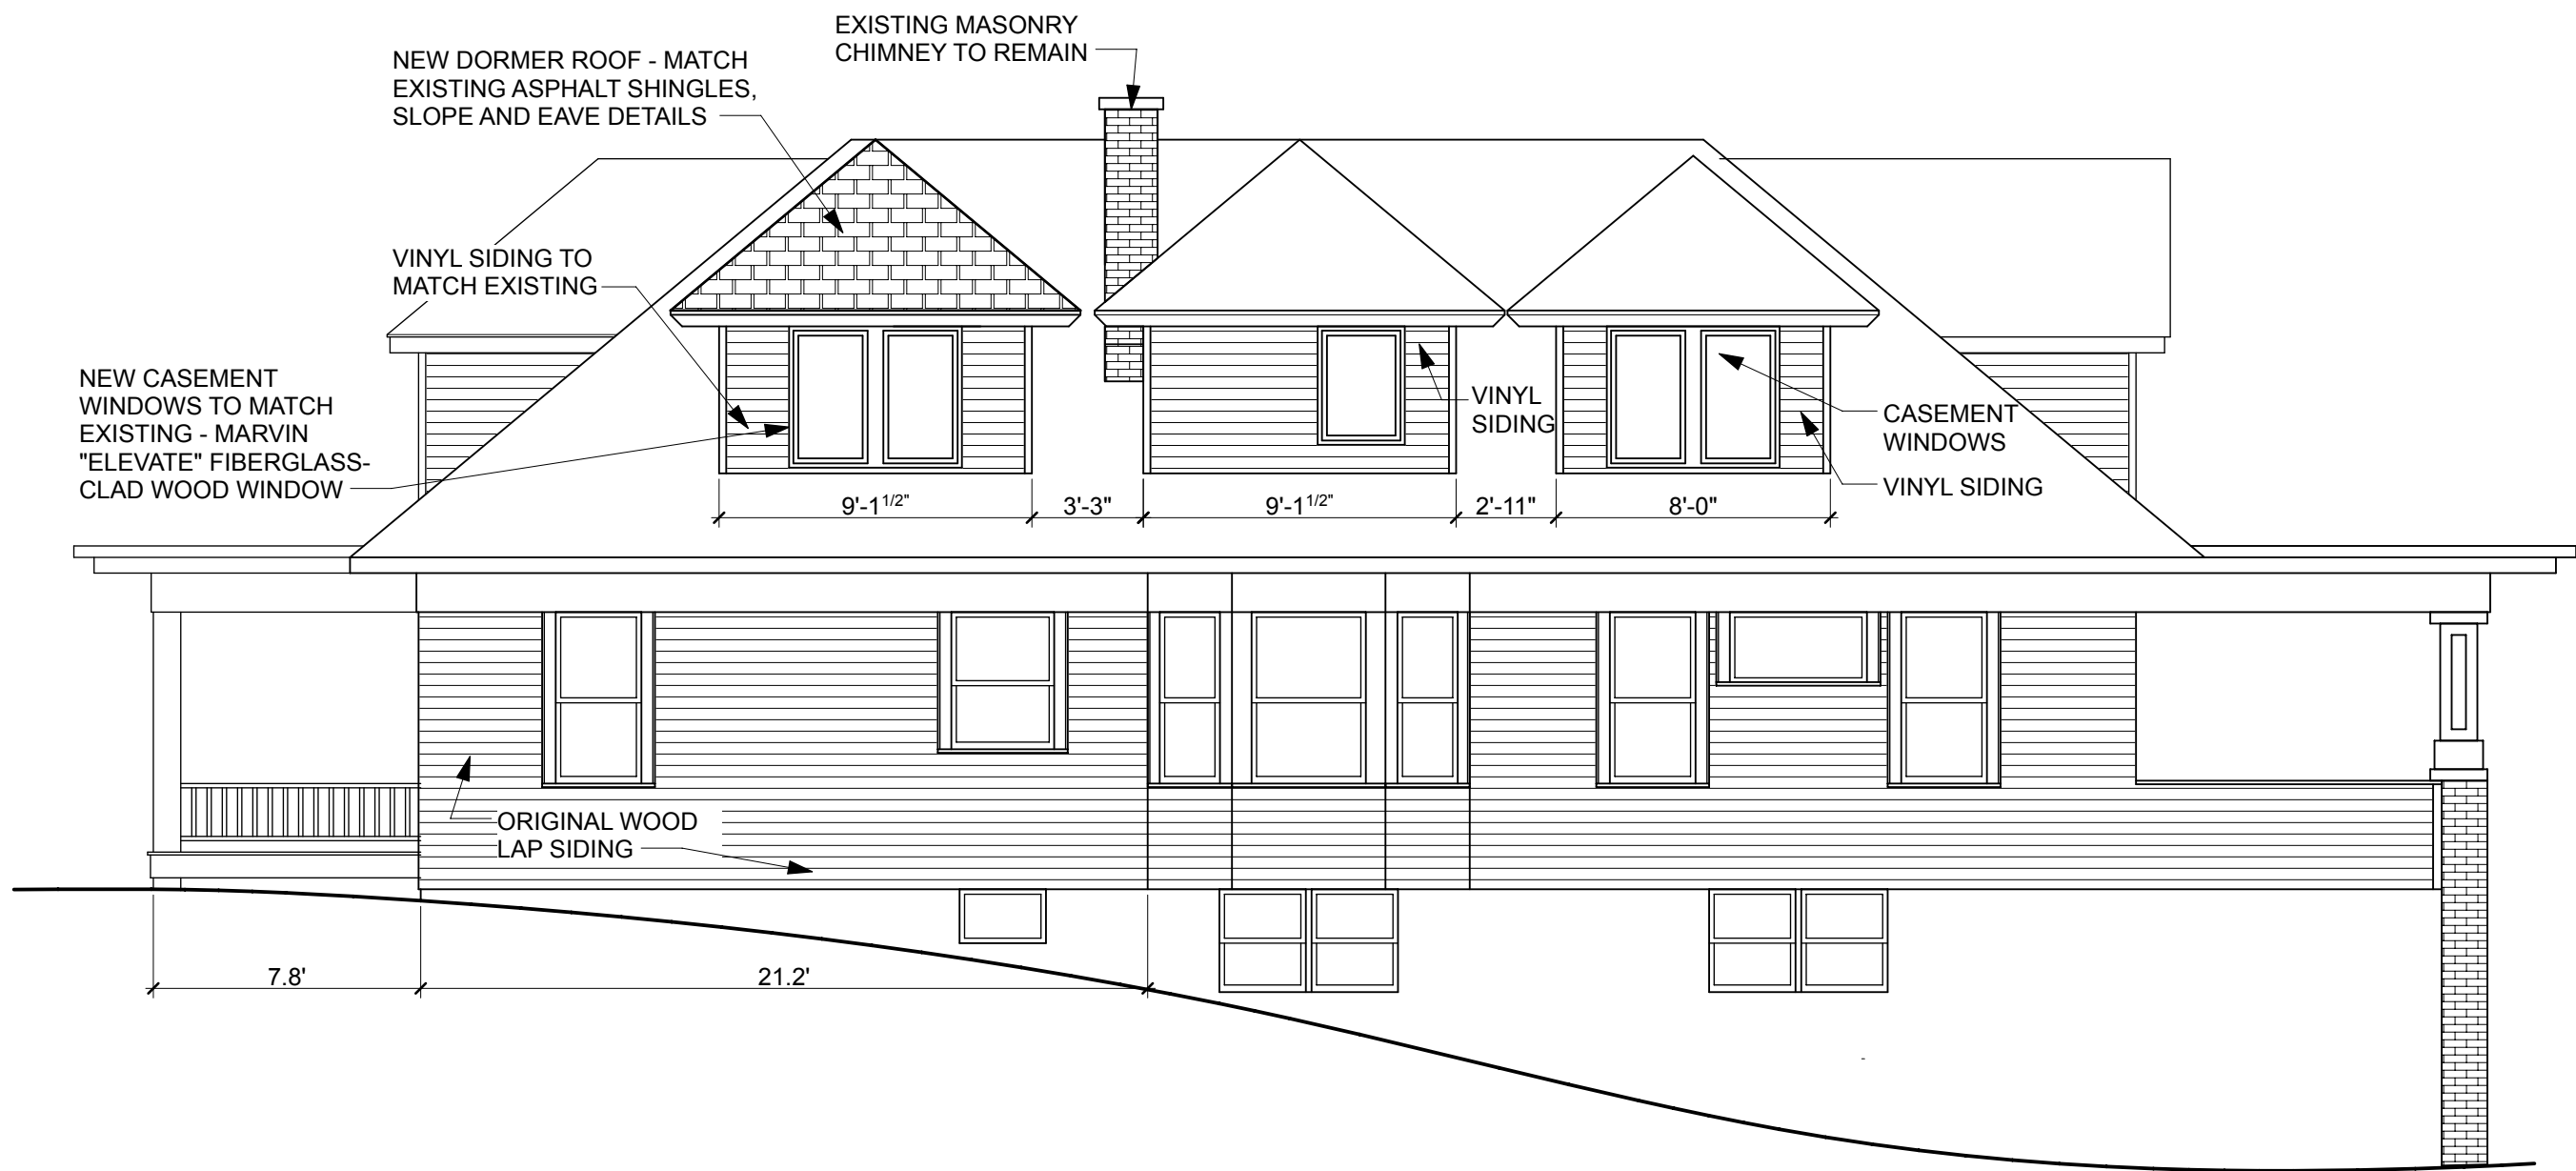 EXISTING MASONRY
CHIMNEY TO REMAIN
NEW DORMER ROOF - MATCH
EXISTING ASPHALT SHINGLES,
SLOPE AND EAVE DETAILS
VINYL SIDING TO
MATCH EXISTING
NEW CASEMENT
WINDOWS TO MATCH
EXISTING - MARVIN
"ELEVATE" FIBERGLASS-
CLAD WOOD WINDOW
VINYL
SIDING
CASEMENT
WINDOWS
VINYL SIDING
9'-1 1/2"
3'-3"
9'-1 1/2"
2'-11"
8'-0"
ORIGINAL WOOD
LAP SIDING
7.8'
21.2'